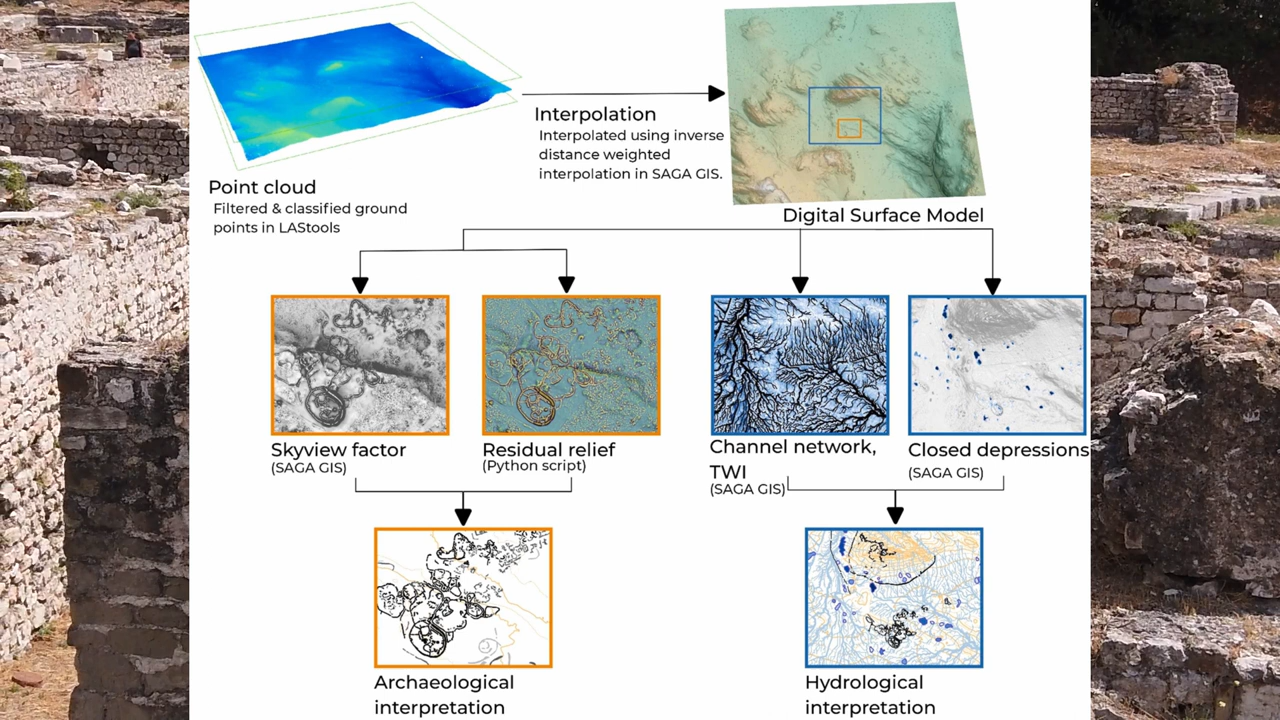 Interpolation
Interpolated using inverse
distance weighted
interpolation in SAGA GIS.
Point cloud
Filtered & classified ground
points in LAStools
Digital Surface Model
Skyview factor
(SAGA GIS)
Residual relief
(Python script)
Channel network,
TWI
(SAGA GIS)
Closed depressions
(SAGA GIS)
Archaeological
interpretation
Hydrological
interpretation